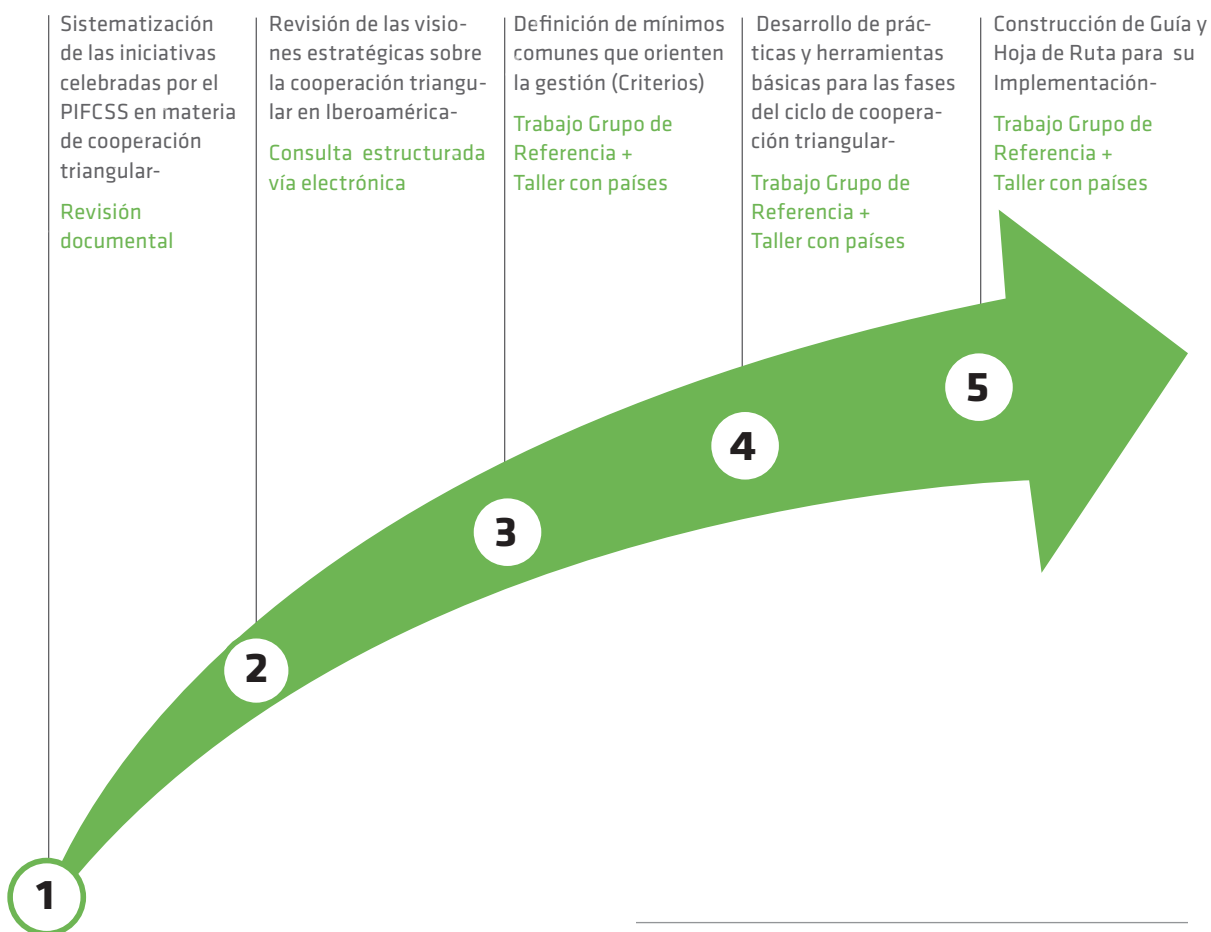 Sistematización
de las iniciativas
celebradas por el
PIFCSS en materia
de cooperación
triangular-
Revisión
documental
Revisión de las visio-
nes estratégicas sobre
la cooperación triangu-
lar en Iberoamérica-
Consulta estructurada
vía electrónica
Definición de mínimos
comunes que orienten
la gestión (Criterios)
Trabajo Grupo de
Referencia +
Taller con países
Desarrollo de prác-
ticas y herramientas
básicas para las fases
del ciclo de coopera-
ción triangular-
Trabajo Grupo de
Referencia +
Taller con países
Construcción de Guía y
Hoja de Ruta para su
Implementación-
Trabajo Grupo de
Referencia +
Taller con países
1
2
3
4
5